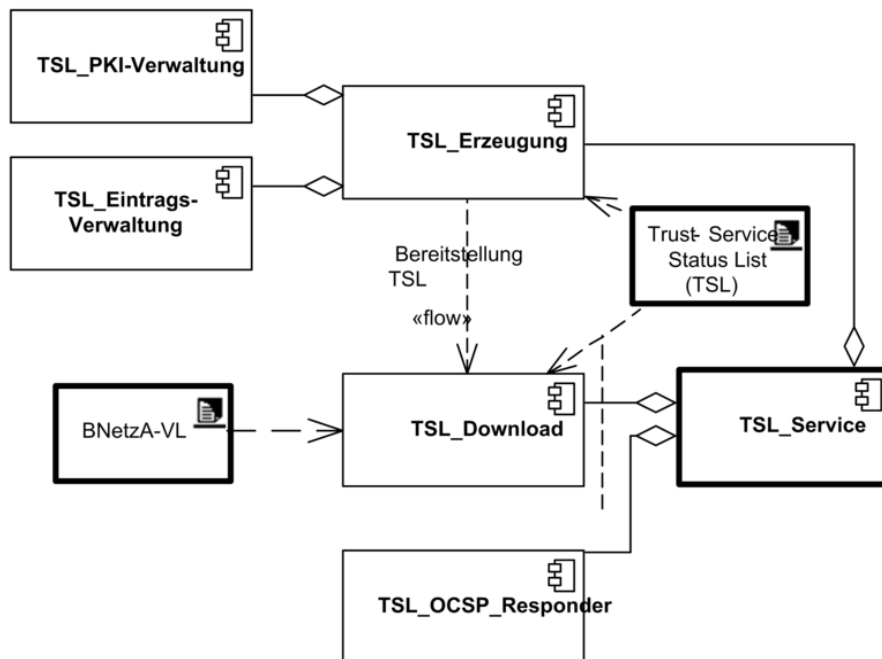 TSL_PKI-Verwaltung
TSL_Erzeugung
TSL_Eintrags-
Verwaltung
Trust- Service
Status List
(TSL)
Bereitstellung
TSL
«flow»
BNetzA-VL
TSL_Download
TSL_Service
TSL_OCSP_Responder